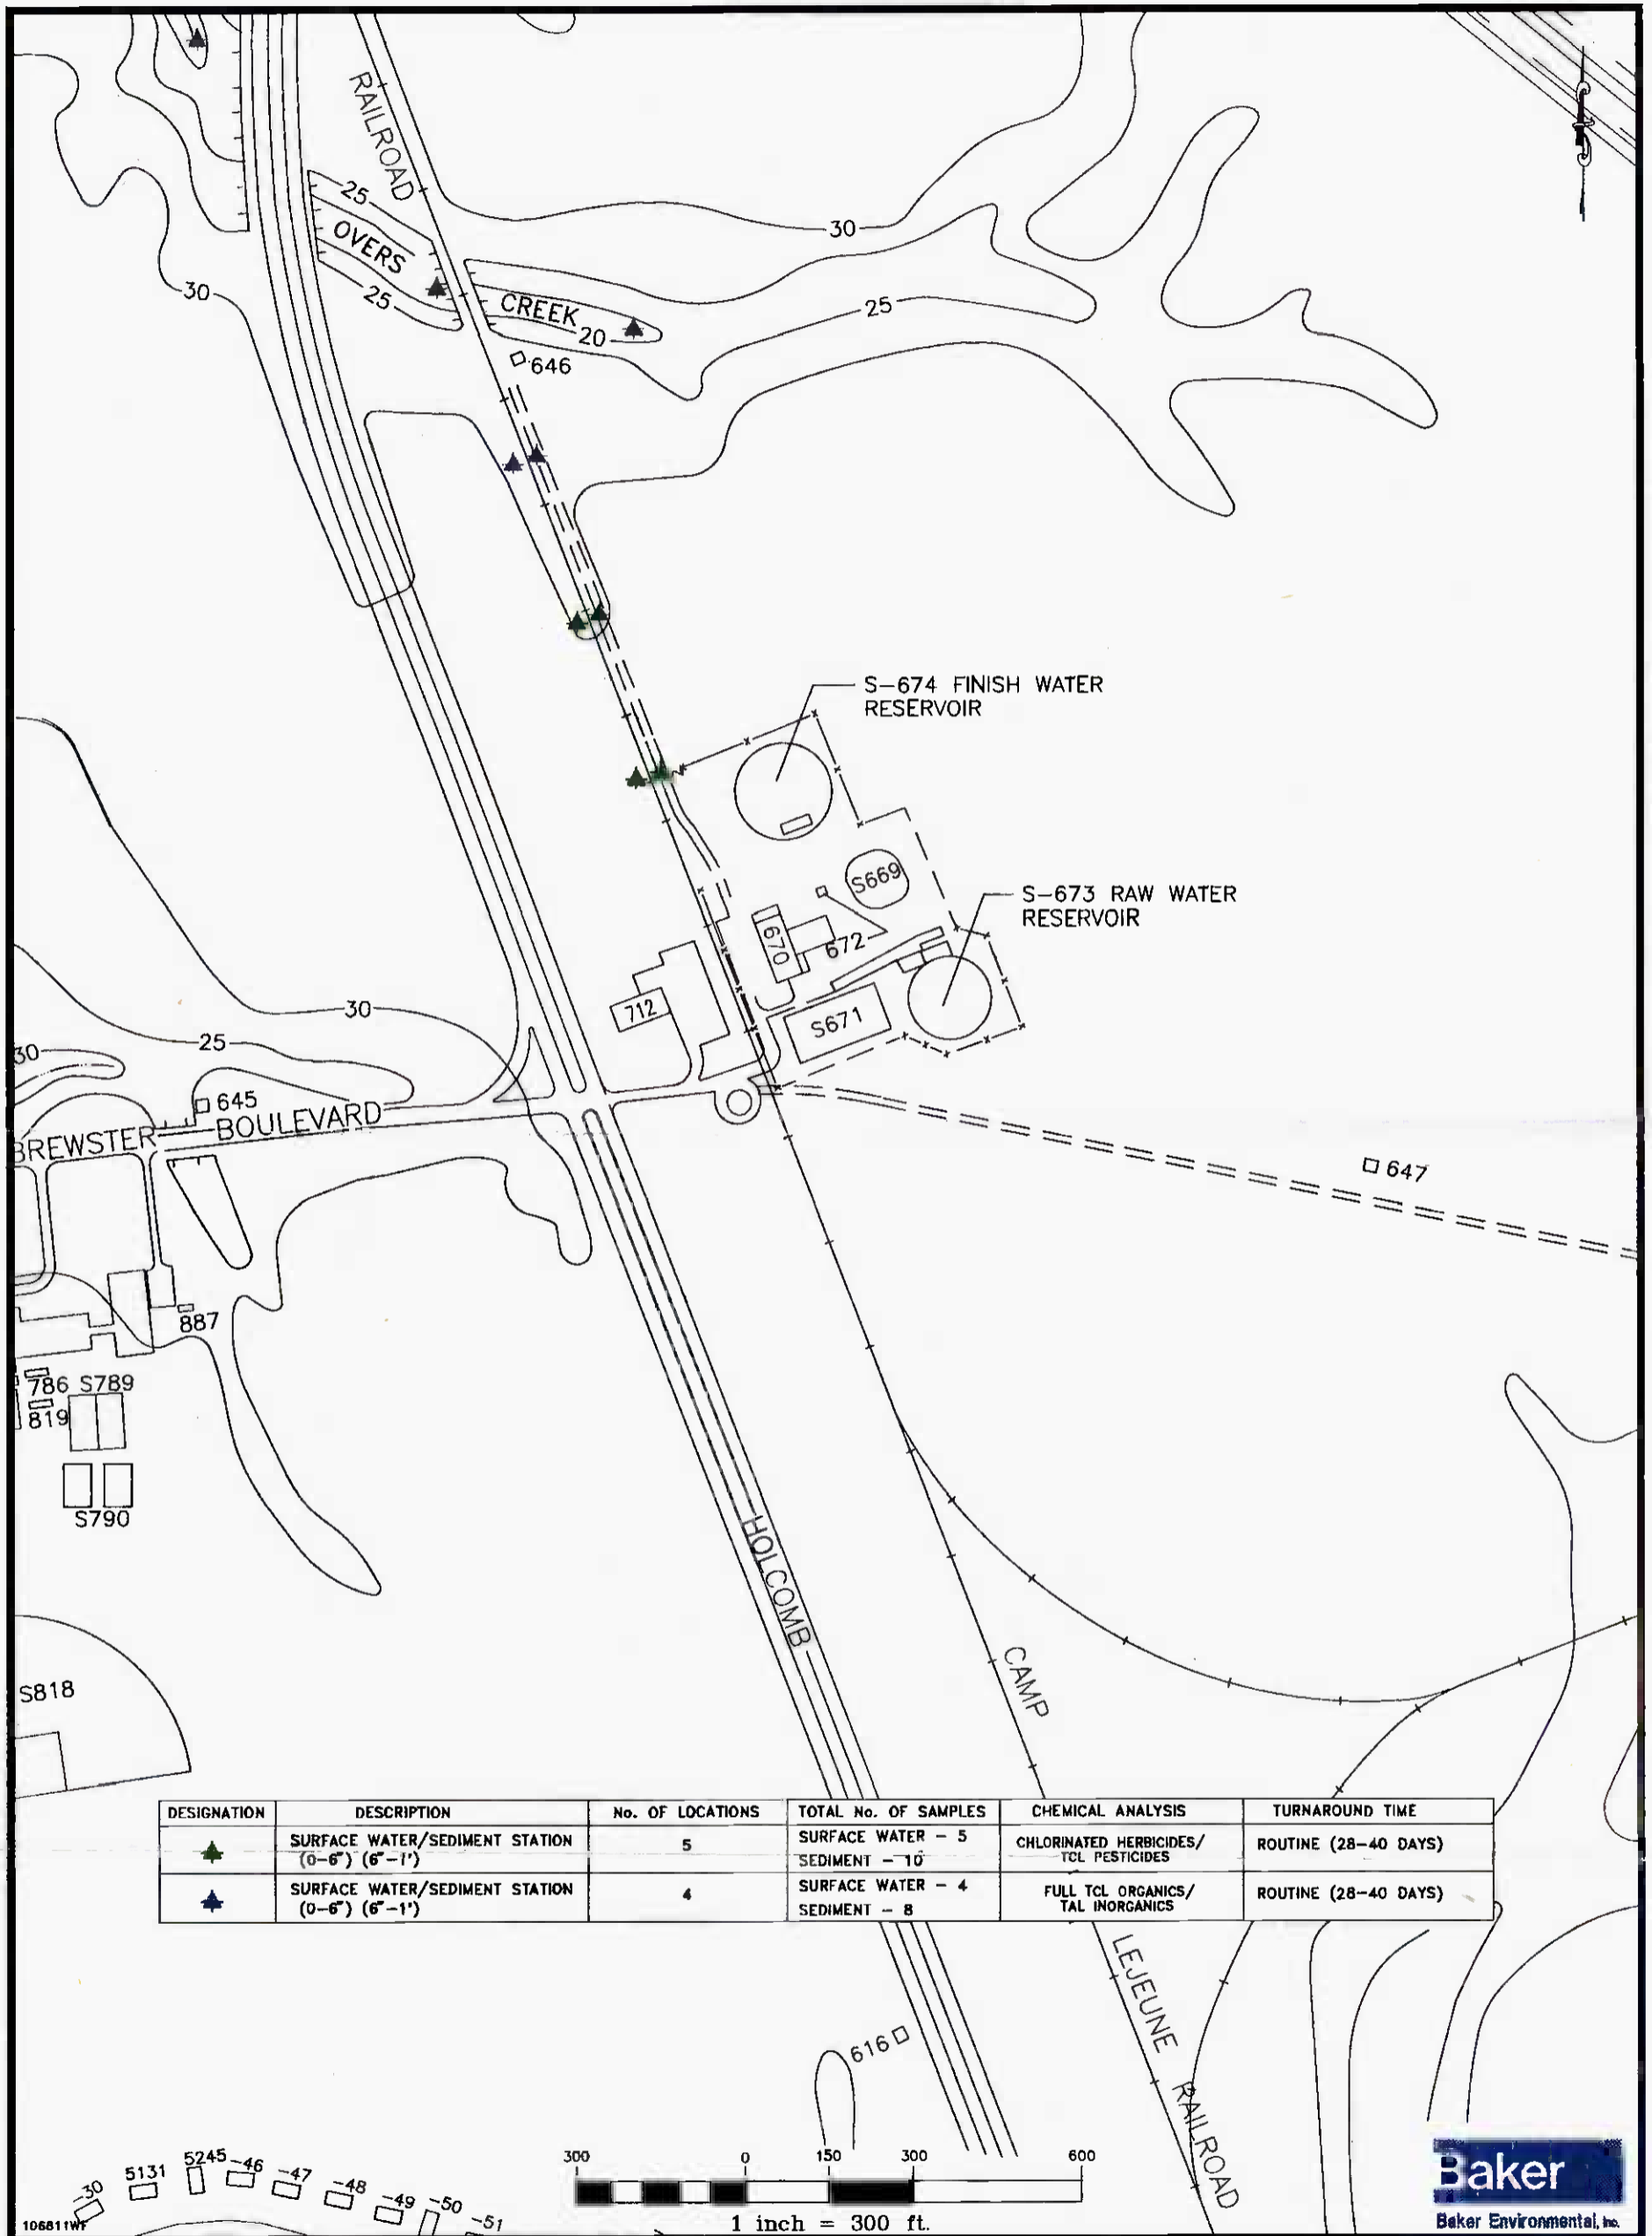 RAILROAD
25
OVERS
30
30
25
CREEK
20
25
646
S-674 FINISH WATER
RESERVOIR
S669
S-673 RAW WATER
RESERVOIR
670
672
712
S671
30
25
30
645
BREWSTER BOULEVARD
647
887
786 S789
819
S790
HOLCOMB
CAMP
S818
DESIGNATION DESCRIPTION No. OF LOCATIONS TOTAL No. OF SAMPLES CHEMICAL ANALYSIS TURNAROUND TIME
SURFACE WATER/SEDIMENT STATION
(0-6") (6"-1')
5
SURFACE WATER - 5
SEDIMENT - 10
CHLORINATED HERBICIDES/
TCL PESTICIDES
ROUTINE (28-40 DAYS)
SURFACE WATER/SEDIMENT STATION
(0-6") (6"-1')
4
SURFACE WATER - 4
SEDIMENT - 8
FULL TCL ORGANICS/
TAL INORGANICS
ROUTINE (28-40 DAYS)
LEJEUNE
616
RAILROAD
-30 5131 5245 -46 -47 -48 -49 -50 -51
300 0 150 300 600
1 inch = 300 ft.
Baker
Baker Environmental, Inc.